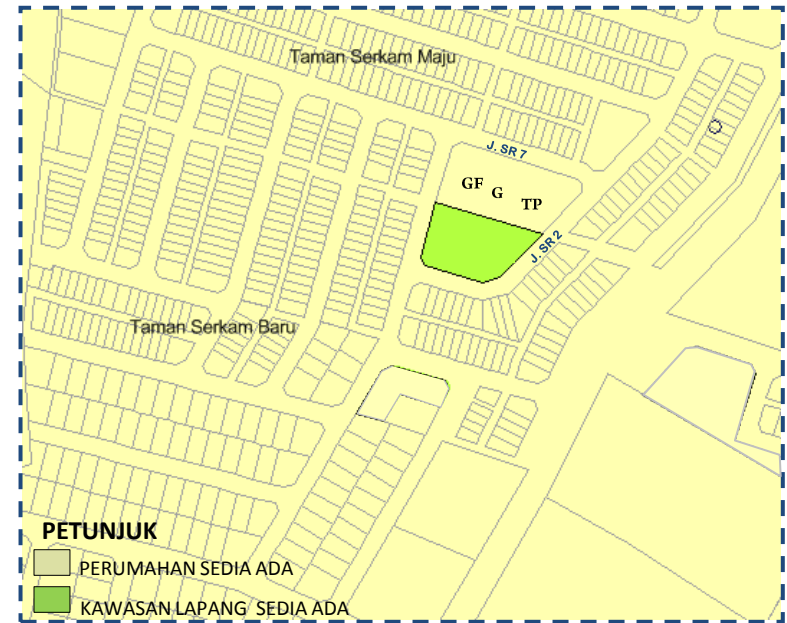 Taman Serkam Maju
J. SR 7
GF G TP
J. SR 2
Taman Serkam Baru
PETUNJUK
PERUMAHAN SEDIA ADA
KAWASAN LAPANG SEDIA ADA